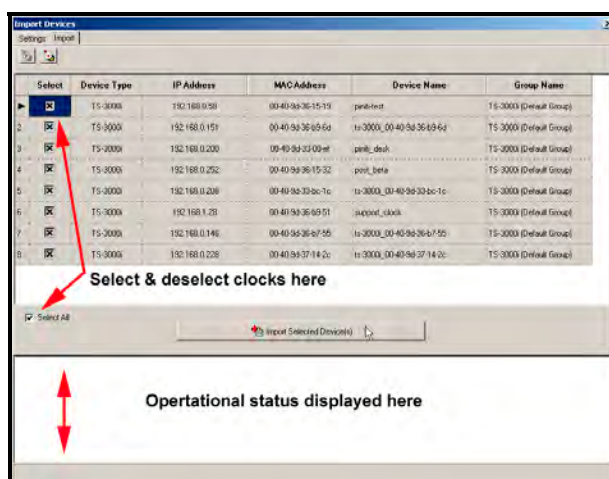 Import Devices
Settings Import
Select Device Type IP Address MAC Address Device Name Group Name
TS-3000i 192.168.0.58 00-40-9d-36-15-19 TS-3000i (Default Group)
2 TS-3000i 192.168.0.151 00-40-9d-36-b9-6d ts-3000i_00-40-9d-36-b9-6d TS-3000i (Default Group)
3 TS-3000i 192.168.0.200 TS-3000i (Default Group)
4 TS-3000i 192.168.0.252 00-40-9d-36-15-32 post_beta TS-3000i (Default Group)
5 TS-3000i 00-40-9d-33-bc-1c ts-3000i_00-40-9d-33-bc-1c TS-3000i (Default Group)
6 TS-3000i 192.168.1.28 00-40-9d-36-b9-51 support_clock TS-3000i (Default Group)
7 TS-3000i 192.168.0.146 00-40-9d-36-b7-55 ts-3000i_00-40-9d-36-b7-55 TS-3000i (Default Group)
8 TS-3000i 192.168.0.228 00-40-9d-37-14-2c ts-3000i_00-40-9d-37-14-2c TS-3000i (Default Group)
Select & deselect clocks here
Select All
Import Selected Device(s)
Opertational status displayed here